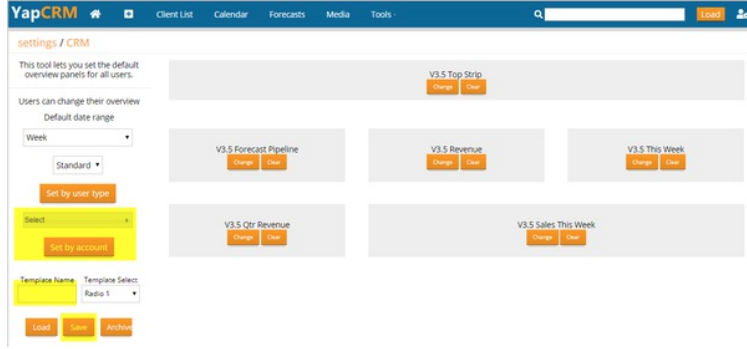 YapCRM Client List Calendar Forecasts Media Tools Load
settings / CRM
This tool lets you set the default
overview panels for all users.
Users can change their overview
Default date range
Week
Standard
Set by user type
Select
Set by account
Template Name Template Select
Radio 1
Load Save Archive
V3.5 Top Strip
Change Clear
V3.5 Forecast Pipeline V3.5 Revenue V3.5 This Week
Change Clear Change Clear Change Clear
V3.5 Qtr Revenue V3.5 Sales This Week
Change Clear Change Clear